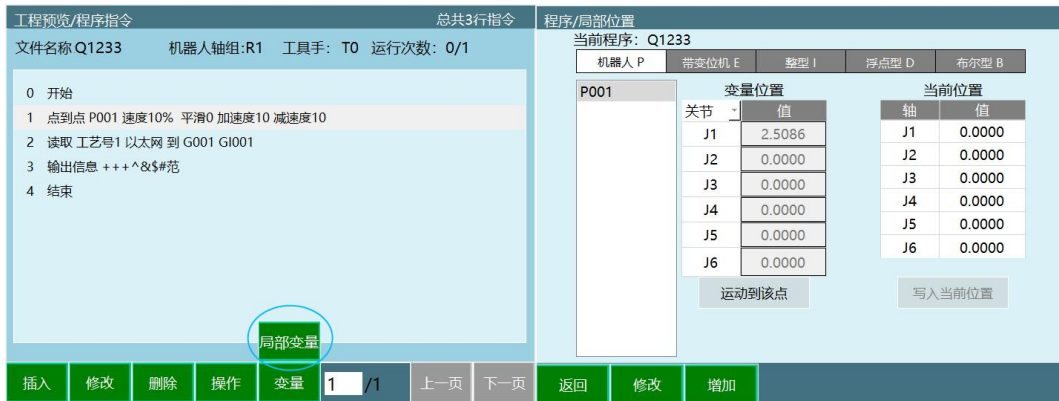 工程预览/程序指令 总共3行指令
文件名称 Q1233 机器人轴组:R1 工具手： T0 运行次数：0/1
0 开始
1 点到点 P001 速度10% 平滑0 加速度10 减速度10
2 读取 工艺号1 以太网 到 G001 GI001
3 输出信息 +++^&$#范
4 结束
局部变量
插入 修改 删除 操作 变量 1 /1 上一页 下一页
程序/局部位置
当前程序：Q1233
机器人 P 带变位机 E 整型 I 浮点型 D 布尔型 B
P001
变量位置
关节 值
J1 2.5086
J2 0.0000
J3 0.0000
J4 0.0000
J5 0.0000
J6 0.0000
运动到该点
当前位置
轴 值
J1 0.0000
J2 0.0000
J3 0.0000
J4 0.0000
J5 0.0000
J6 0.0000
写入当前位置
返回 修改 增加